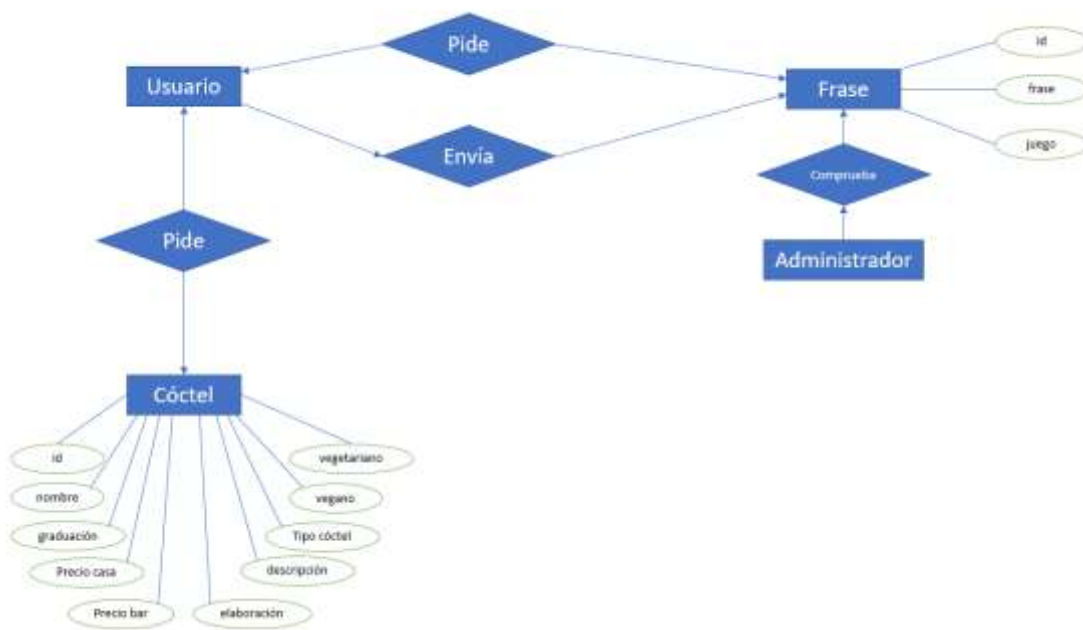 Pide
id
Usuario
Frase
frase
Envía
juego
Comprueba
Pide
Administrador
Cóctel
id
vegetariano
nombre
vegano
graduación
Tipo cóctel
Precio casa
descripción
Precio bar
elaboración